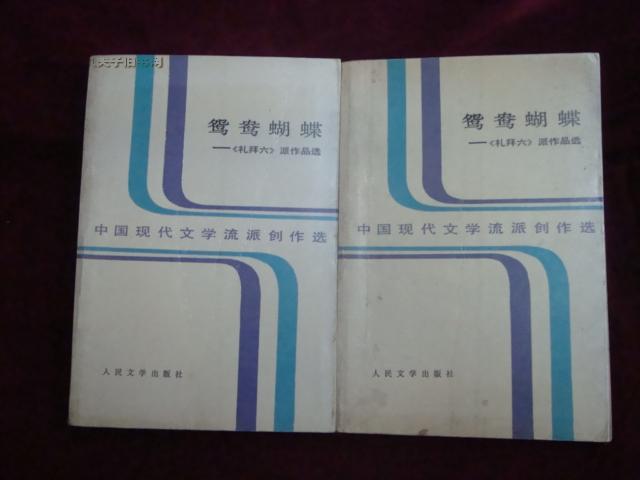 鸳鸯蝴蝶
——《礼拜六》派作品选
中国现代文学流派创作选
人民文学出版社
鸳鸯蝴蝶
——《礼拜六》派作品选
中国现代文学流派创作选
人民文学出版社